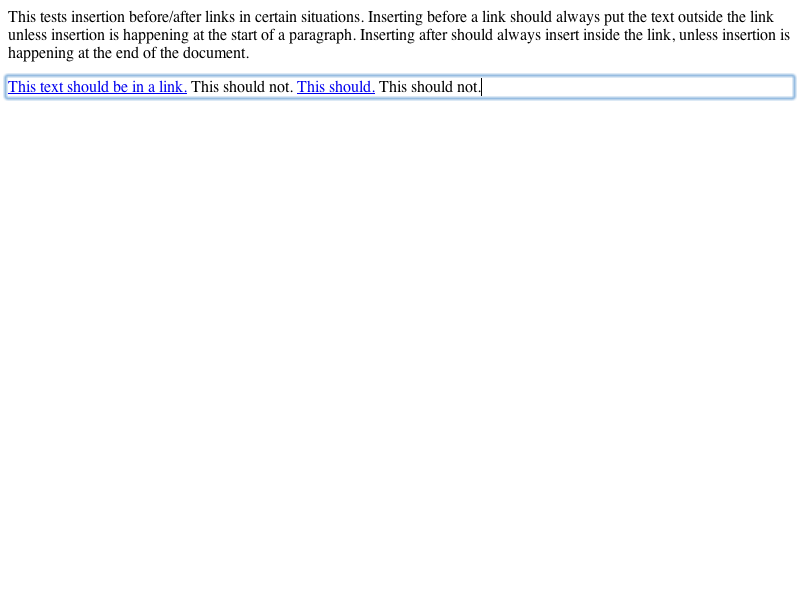 This tests insertion before/after links in certain situations. Inserting before a link should always put the text outside the link
unless insertion is happening at the start of a paragraph. Inserting after should always insert inside the link, unless insertion is
happening at the end of the document.
This text should be in a link. This should not. This should. This should not.